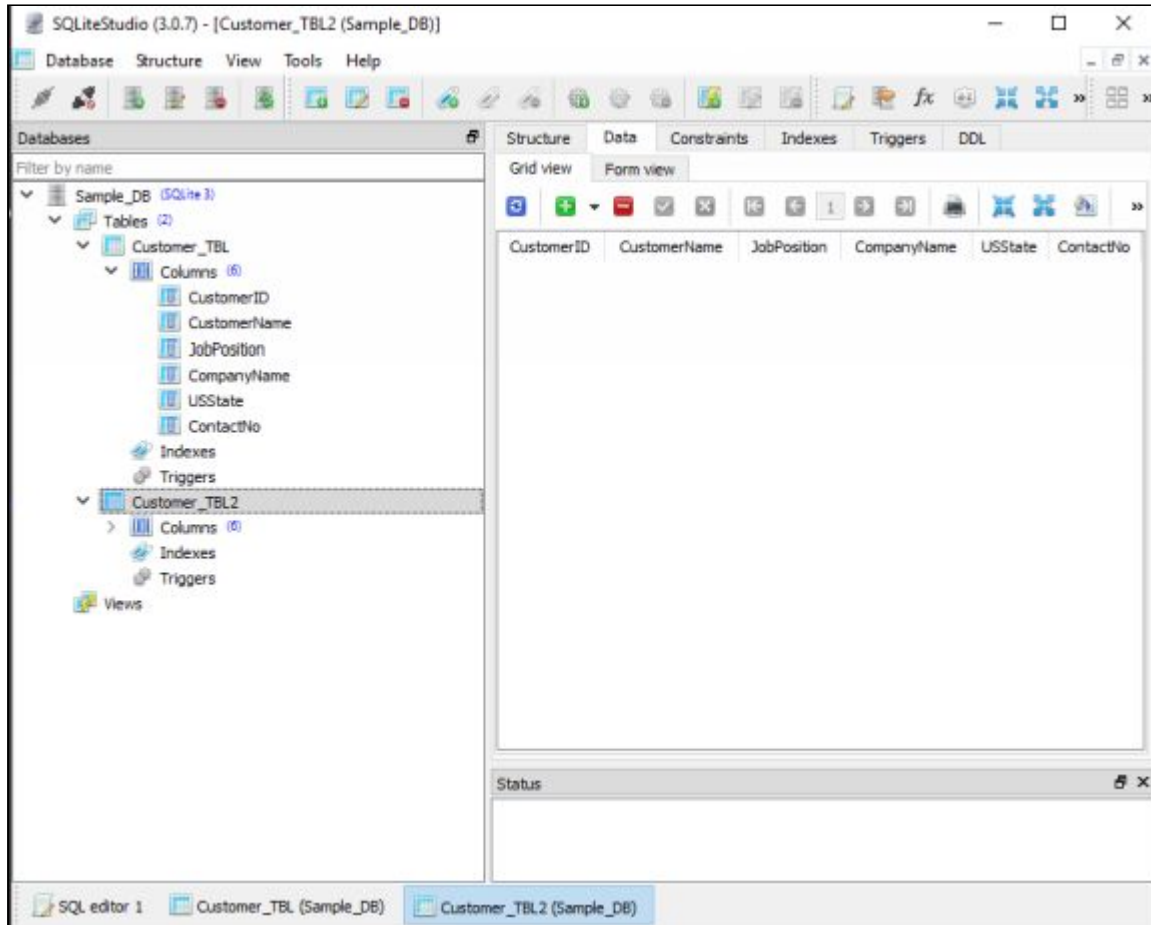 SQLiteStudio (3.0.7) - [Customer_TBL2 (Sample_DB)]
Database Structure View Tools Help
Databases
Filter by name
Sample_DB (SQLite 3)
Tables (2)
Customer_TBL
Columns (6)
CustomerID
CustomerName
JobPosition
CompanyName
USState
ContactNo
Indexes
Triggers
Customer_TBL2
Columns (6)
Indexes
Triggers
Views
Structure Data Constraints Indexes Triggers DDL
Grid view Form view
1
CustomerID CustomerName JobPosition CompanyName USState ContactNo
Status
SQL editor 1 Customer_TBL (Sample_DB) Customer_TBL2 (Sample_DB)